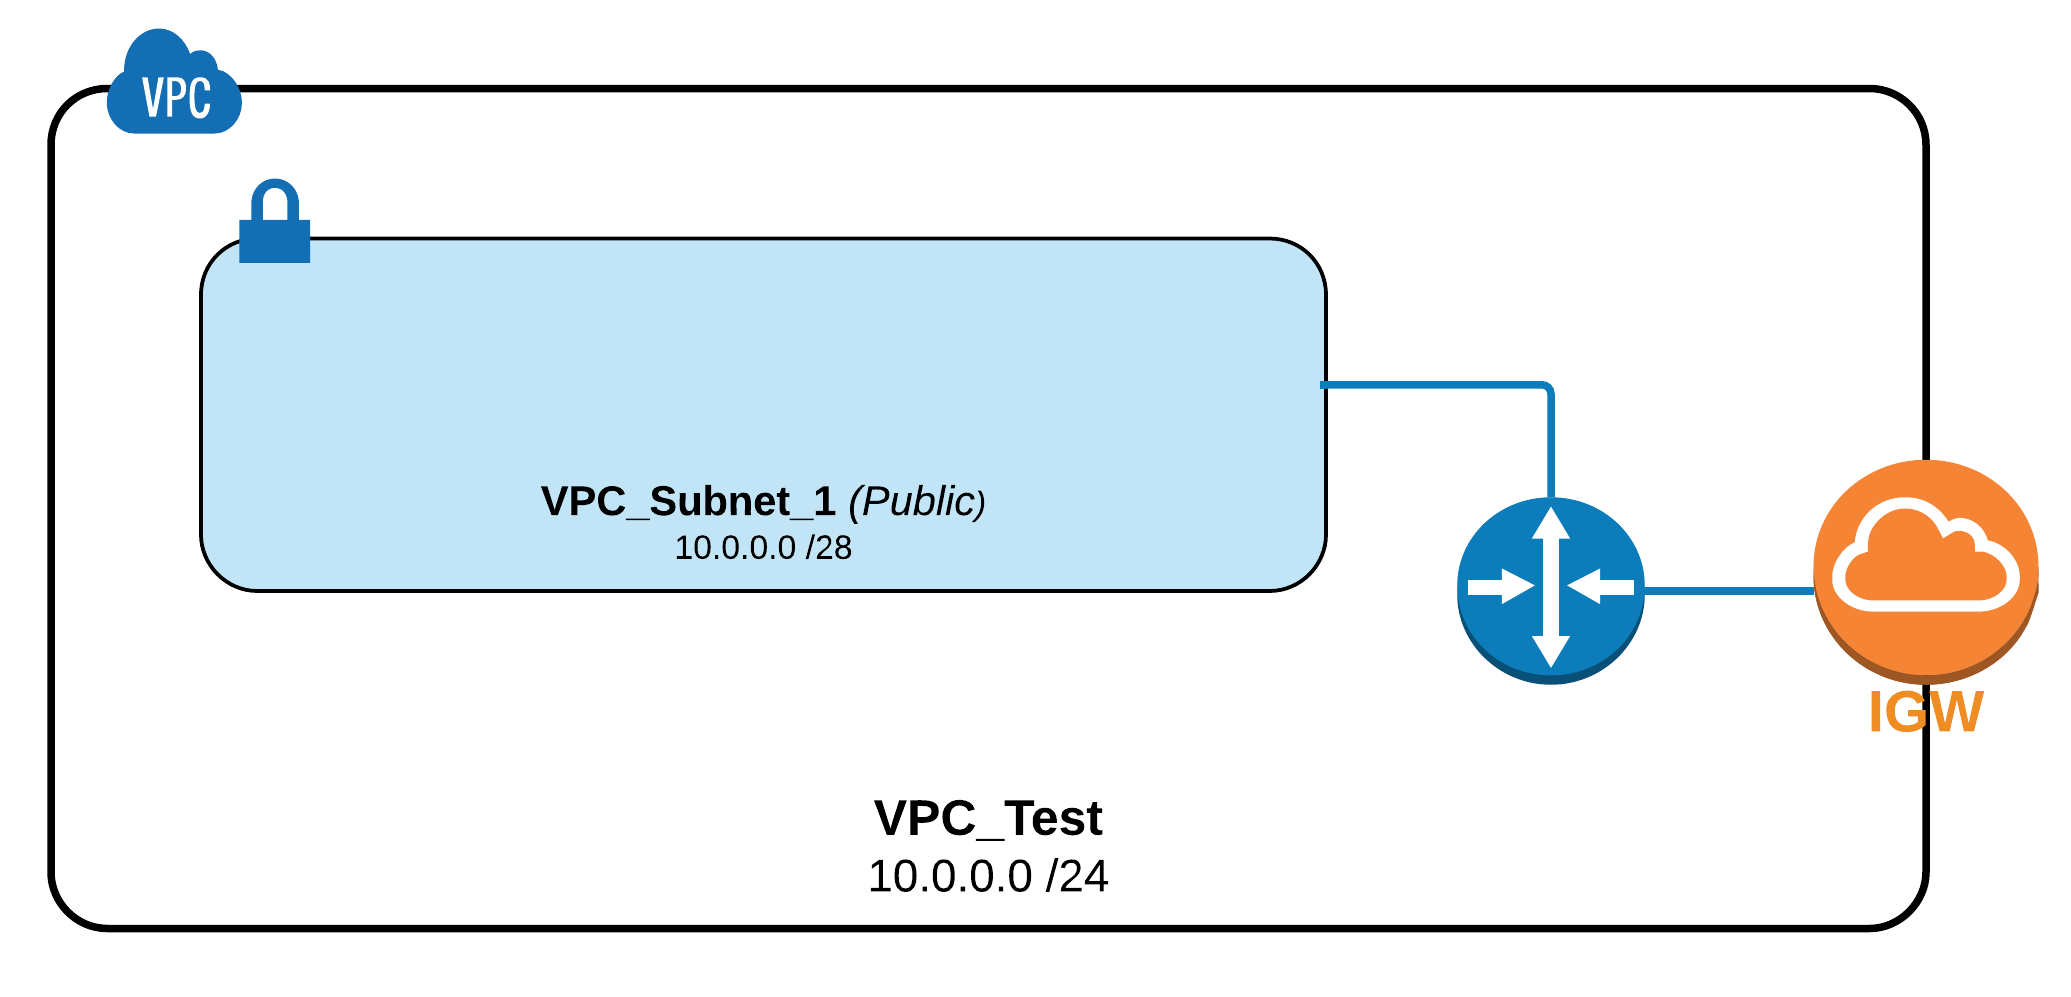 VPC
VPC_Subnet_1 (Public)
10.0.0.0 /28
IGW
VPC_Test
10.0.0.0 /24